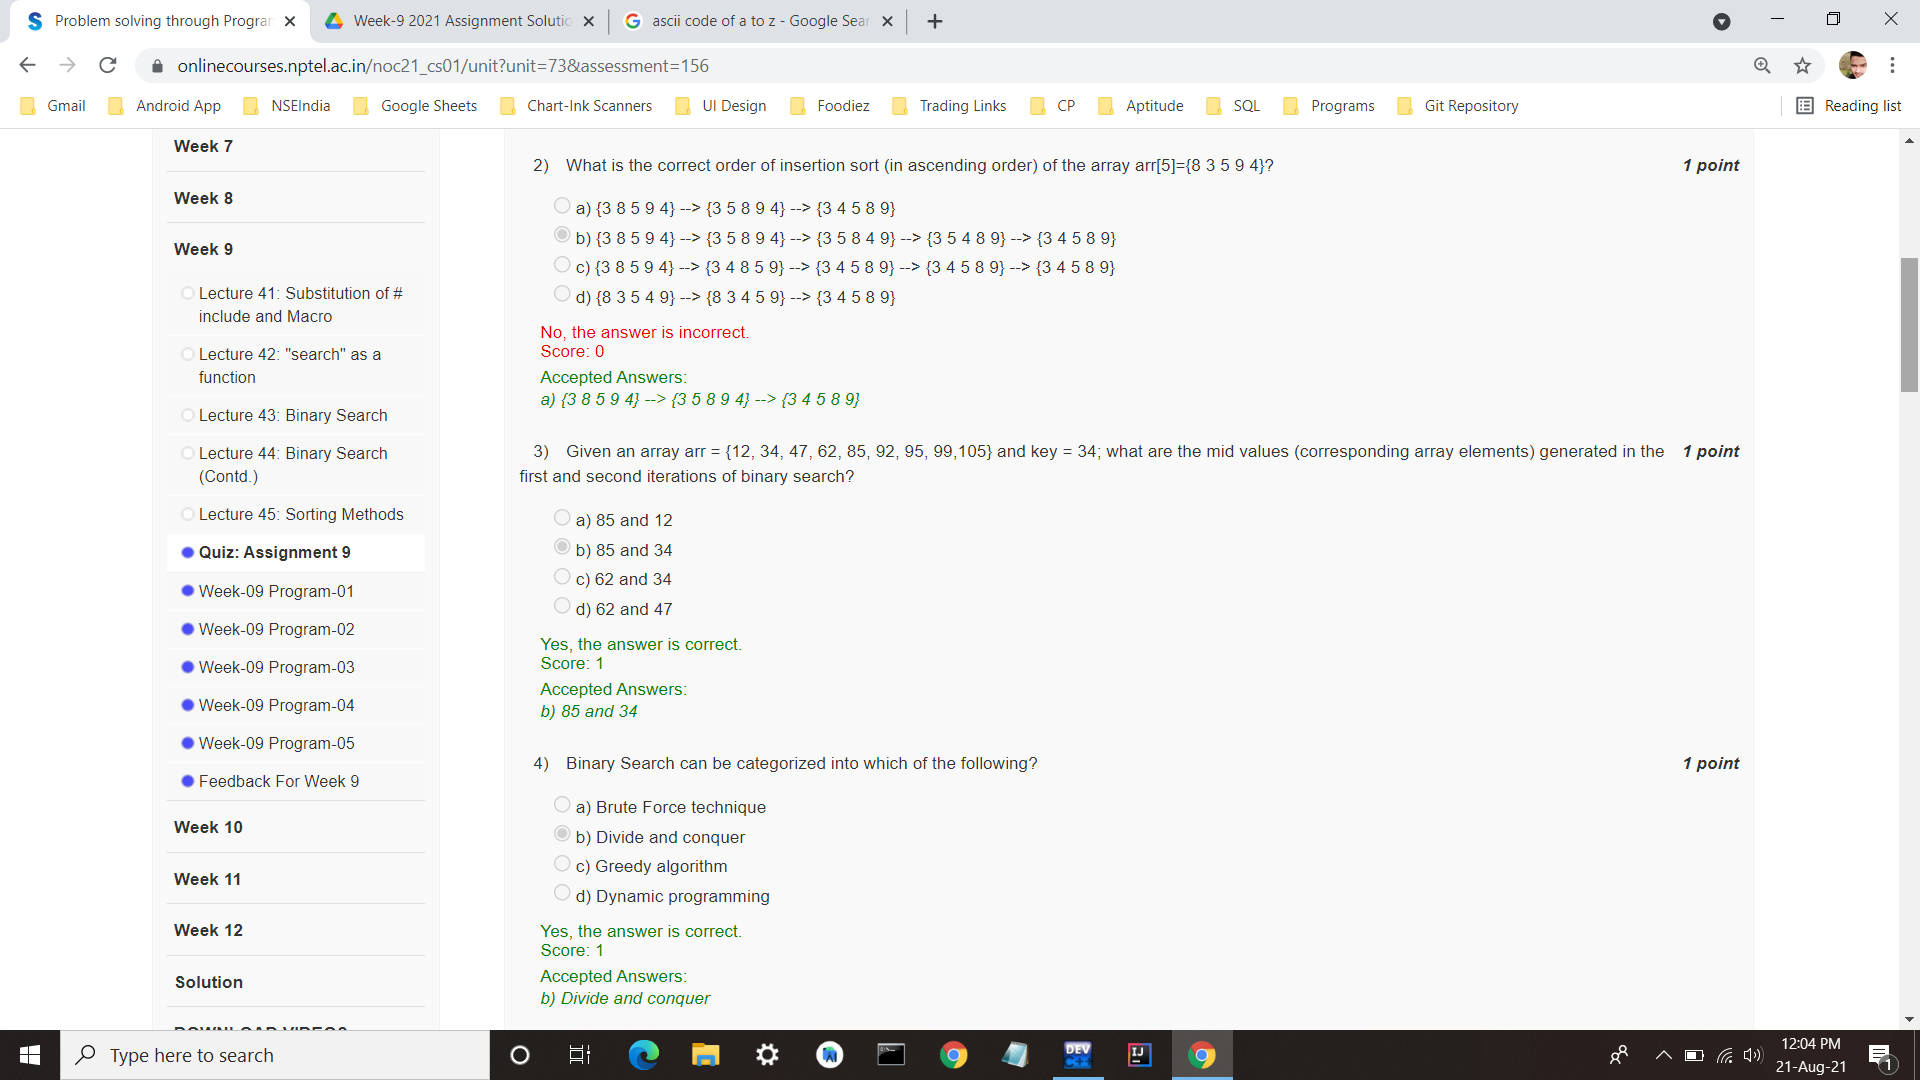 Problem solving through Program
Week-9 2021 Assignment Solutio
ascii code of a to z - Google Sear
onlinecourses.nptel.ac.in/noc21_cs01/unit?unit=73&assessment=156
Gmail
Android App
NSEIndia
Google Sheets
Chart-Ink Scanners
UI Design
Foodiez
Trading Links
CP
Aptitude
SQL
Programs
Git Repository
Reading list
Week 7
Week 8
Week 9
Lecture 41: Substitution of #
include and Macro
Lecture 42: "search" as a
function
Lecture 43: Binary Search
Lecture 44: Binary Search
(Contd.)
Lecture 45: Sorting Methods
Quiz: Assignment 9
Week-09 Program-01
Week-09 Program-02
Week-09 Program-03
Week-09 Program-04
Week-09 Program-05
Feedback For Week 9
Week 10
Week 11
Week 12
Solution
DOWNLOAD VIDEOS
2) What is the correct order of insertion sort (in ascending order) of the array arr[5]={8 3 5 9 4}? 1 point
a) {3 8 5 9 4} --> {3 5 8 9 4} --> {3 4 5 8 9}
b) {3 8 5 9 4} --> {3 5 8 9 4} --> {3 5 8 4 9} --> {3 5 4 8 9} --> {3 4 5 8 9}
c) {3 8 5 9 4} --> {3 4 8 5 9} --> {3 4 5 8 9} --> {3 4 5 8 9} --> {3 4 5 8 9}
d) {8 3 5 4 9} --> {8 3 4 5 9} --> {3 4 5 8 9}
No, the answer is incorrect.
Score: 0
Accepted Answers:
a) {3 8 5 9 4} --> {3 5 8 9 4} --> {3 4 5 8 9}
3) Given an array arr = {12, 34, 47, 62, 85, 92, 95, 99,105} and key = 34; what are the mid values (corresponding array elements) generated in the 1 point
first and second iterations of binary search?
a) 85 and 12
b) 85 and 34
c) 62 and 34
d) 62 and 47
Yes, the answer is correct.
Score: 1
Accepted Answers:
b) 85 and 34
4) Binary Search can be categorized into which of the following? 1 point
a) Brute Force technique
b) Divide and conquer
c) Greedy algorithm
d) Dynamic programming
Yes, the answer is correct.
Score: 1
Accepted Answers:
b) Divide and conquer
Type here to search
DEV
C++
IJ
12:04 PM
21-Aug-21
1